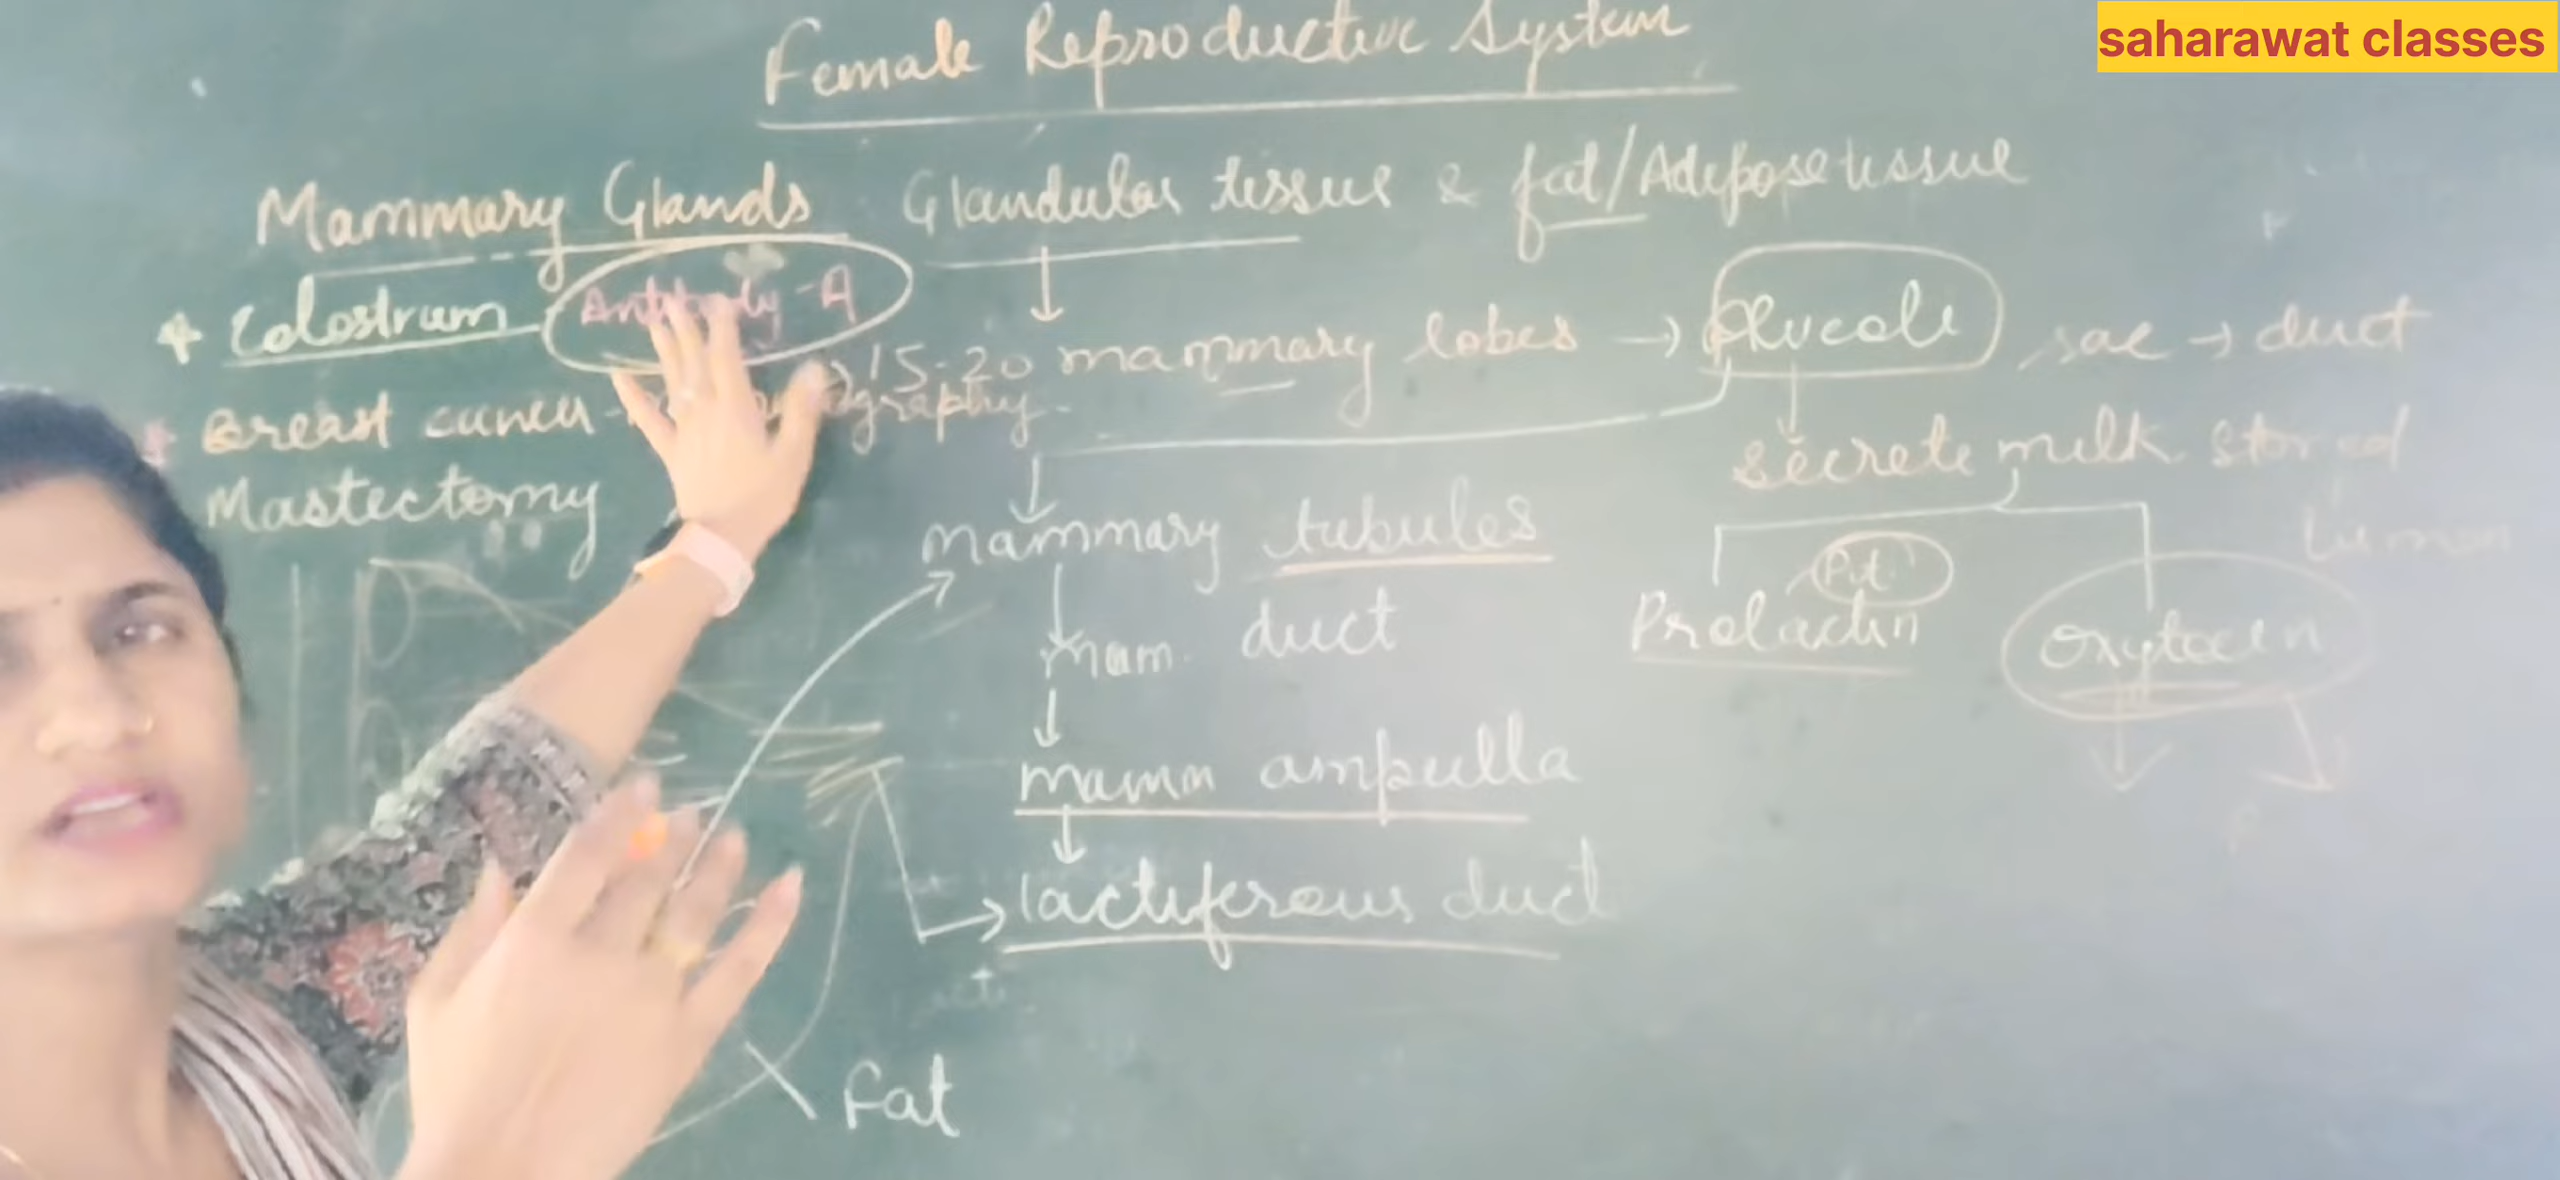 saharawat classes
Female Reproductive System
Mammary Glands
Glandular tissue & fat/Adipose tissue
* Colostrum Antibody-A
→ 15-20 mammary lobes → Alveoli sac → duct
* Breast cancer
Mastectomy
secrete milk stored
lumen
mammary tubules
Pit
Prolactin
oxytocin
mam. duct
mamm ampulla
lactiferous duct
Fat